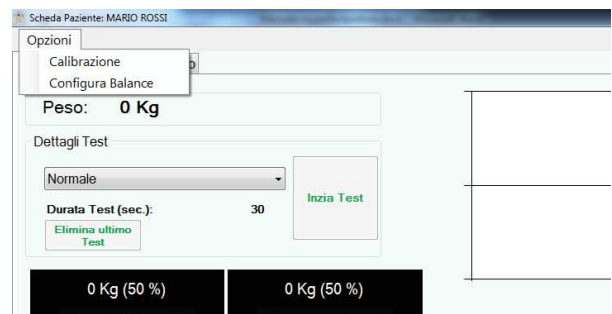 Scheda Paziente: MARIO ROSSI
Opzioni
Calibrazione
Configura Balance
Peso: 0 Kg
Dettagli Test
Normale
Durata Test (sec.): 30
Inzia Test
Elimina ultimo
Test
0 Kg (50 %)
0 Kg (50 %)